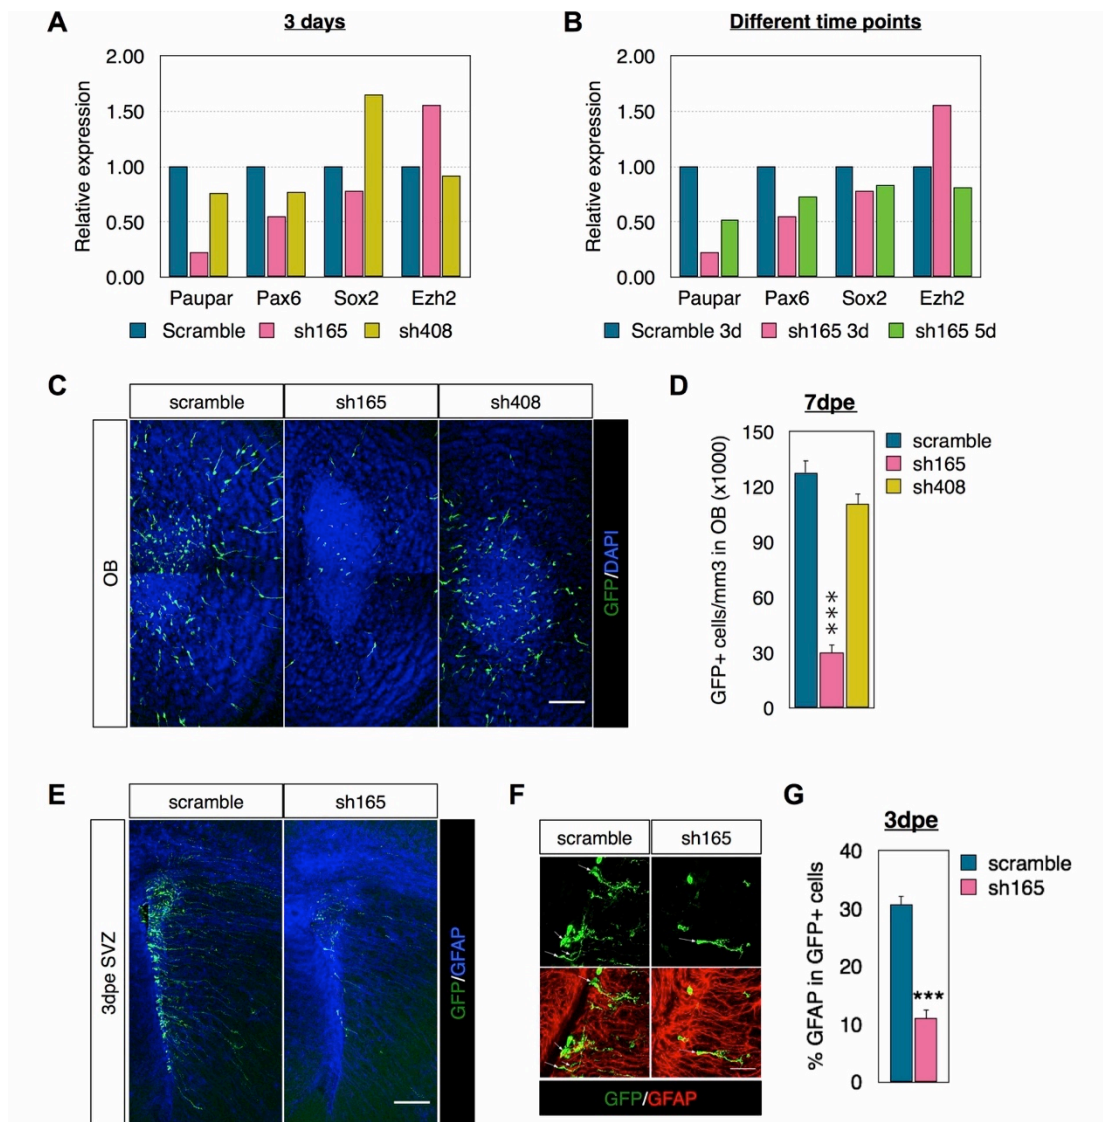 A
3 days
Relative expression
2.00
1.50
1.00
0.50
0.00
Paupar Pax6 Sox2 Ezh2
Scramble sh165 sh408
B
Different time points
Relative expression
2.00
1.50
1.00
0.50
0.00
Paupar Pax6 Sox2 Ezh2
Scramble 3d sh165 3d sh165 5d
C
scramble sh165 sh408
OB
GFP/DAPI
D
7dpe
GFP+ cells/mm3 in OB (x1000)
150
120
90
60
30
0
***
scramble
sh165
sh408
E
scramble sh165
3dpe SVZ
GFP/GFAP
F
scramble sh165
GFP/GFAP
G
3dpe
% GFAP in GFP+ cells
40
30
20
10
0
***
scramble
sh165